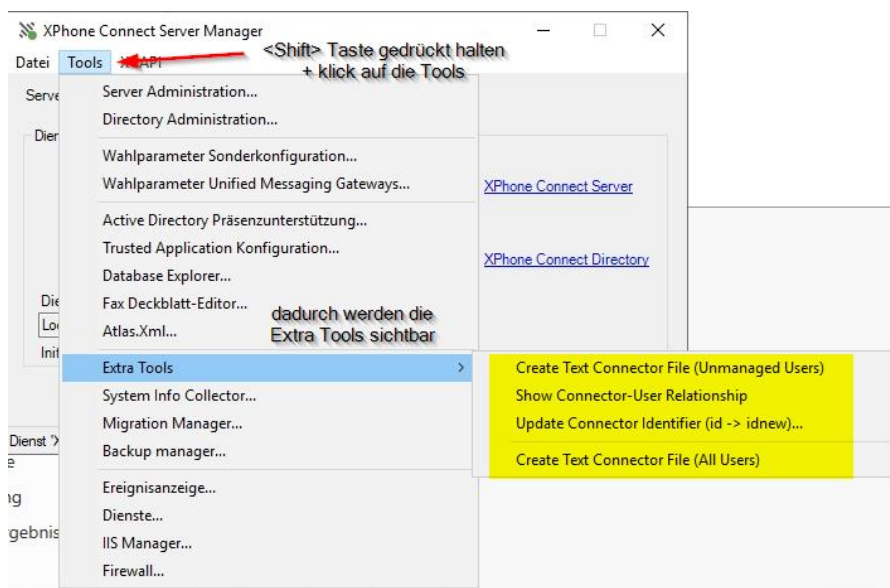 XPhone Connect Server Manager
Datei Tools
<Shift> Taste gedrückt halten
+ klick auf die Tools
Server Administration...
Directory Administration...
Wahlparameter Sonderkonfiguration...
Wahlparameter Unified Messaging Gateways...
XPhone Connect Server
Active Directory Präsenzunterstützung...
Trusted Application Konfiguration...
XPhone Connect Directory
Database Explorer...
Fax Deckblatt-Editor...
dadurch werden die
Atlas.Xml...
Extra Tools sichtbar
Extra Tools
Create Text Connector File (Unmanaged Users)
System Info Collector...
Show Connector-User Relationship
Migration Manager...
Update Connector Identifier (id -> idnew)...
Backup manager...
Create Text Connector File (All Users)
Ereignisanzeige...
Dienste...
IIS Manager...
Firewall...